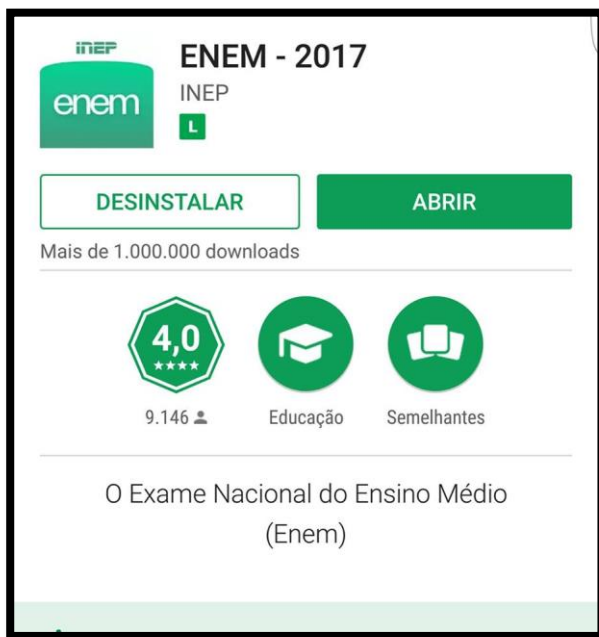 inep
enem
ENEM - 2017
INEP
L
DESINSTALAR
ABRIR
Mais de 1.000.000 downloads
4,0
9.146
Educação
Semelhantes
O Exame Nacional do Ensino Médio
(Enem)